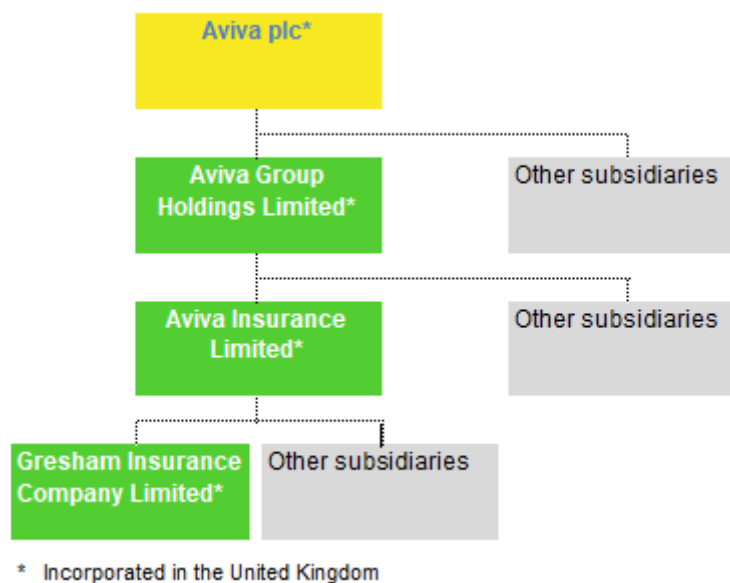 Aviva plc*
Aviva Group
Holdings Limited*
Other subsidiaries
Aviva Insurance
Limited*
Other subsidiaries
Gresham Insurance
Company Limited*
Other subsidiaries
* Incorporated in the United Kingdom